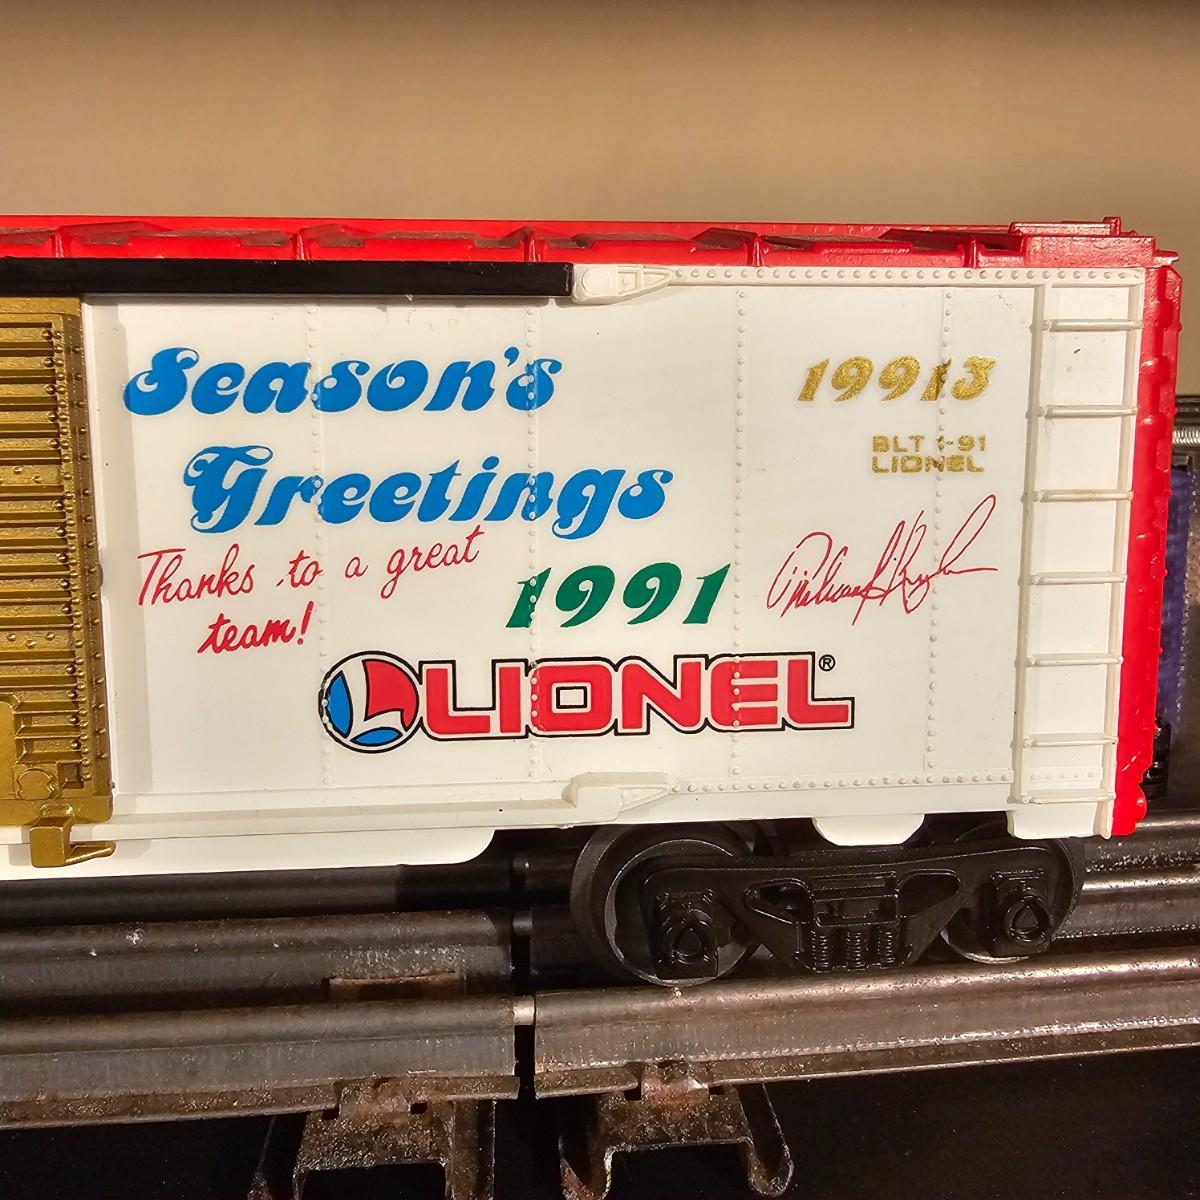 Season's
Greetings
Thanks to a great
team!
1991
LIONEL®
19913
BLT 1-91
LIONEL